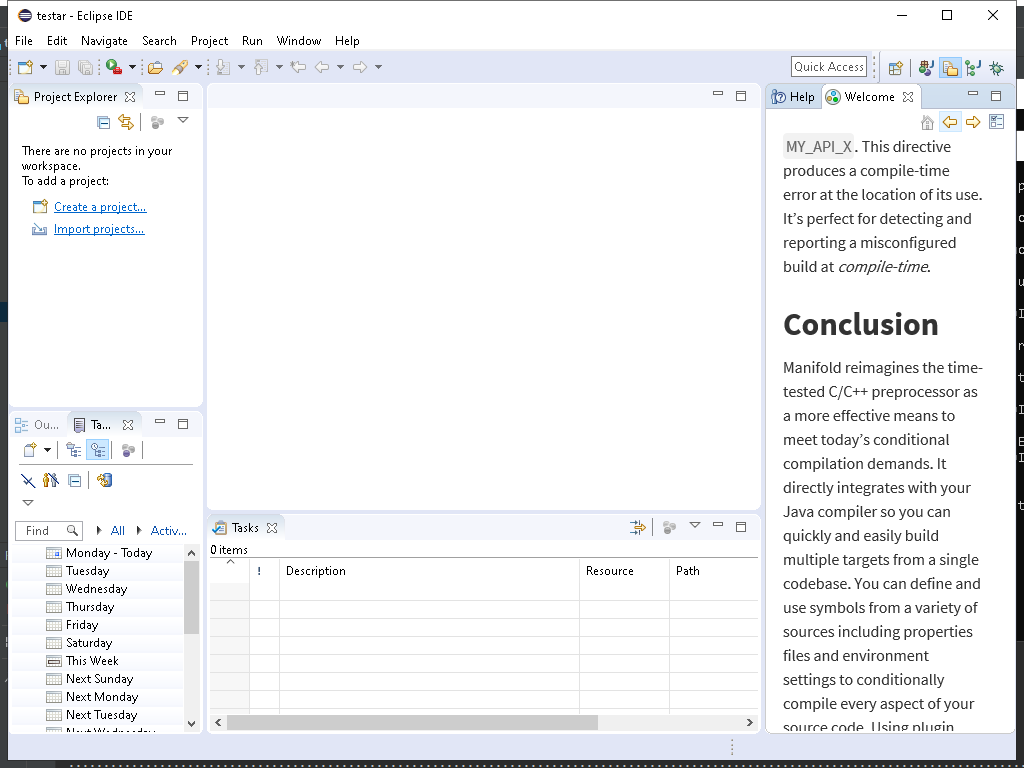 testar - Eclipse IDE
File Edit Navigate Search Project Run Window Help
Quick Access
Project Explorer
There are no projects in your
workspace.
To add a project:
Create a project...
Import projects...
Ou... Ta...
Find All Activ...
Monday - Today
Tuesday
Wednesday
Thursday
Friday
Saturday
This Week
Next Sunday
Next Monday
Next Tuesday
Next Wednesday
Tasks
0 items
! Description Resource Path
Help Welcome
MY_API_X. This directive
produces a compile-time
error at the location of its use.
It’s perfect for detecting and
reporting a misconfigured
build at compile-time.
Conclusion
Manifold reimagines the time-
tested C/C++ preprocessor as
a more effective means to
meet today’s conditional
compilation demands. It
directly integrates with your
Java compiler so you can
quickly and easily build
multiple targets from a single
codebase. You can define and
use symbols from a variety of
sources including properties
files and environment
settings to conditionally
compile every aspect of your
source code. Using plugin